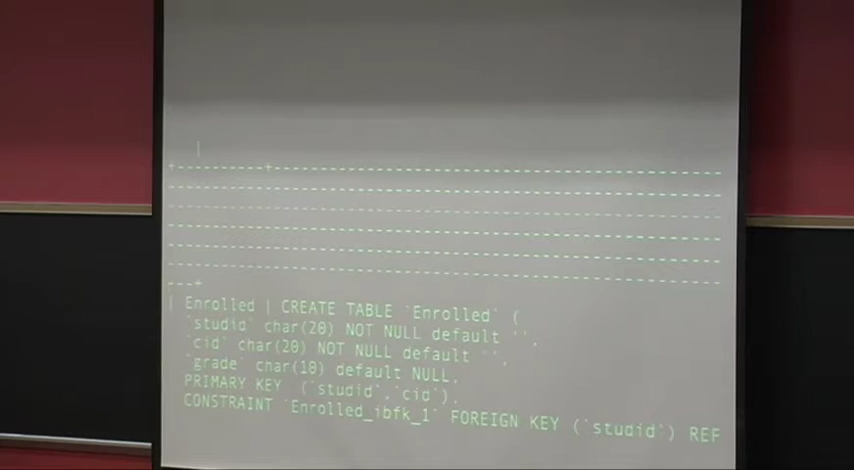 |
+----------+--------------------------------------------------
--------------------------------------------------------------
--------------------------------------------------------------
--------------------------------------------------------------
--------------------------------------------------------------
--------------------------------------------------------------
---+
| Enrolled | CREATE TABLE `Enrolled` (
`studid` char(20) NOT NULL default '',
`cid` char(20) NOT NULL default '',
`grade` char(10) default NULL,
PRIMARY KEY (`studid`,`cid`),
CONSTRAINT `Enrolled_ibfk_1` FOREIGN KEY (`studid`) REF